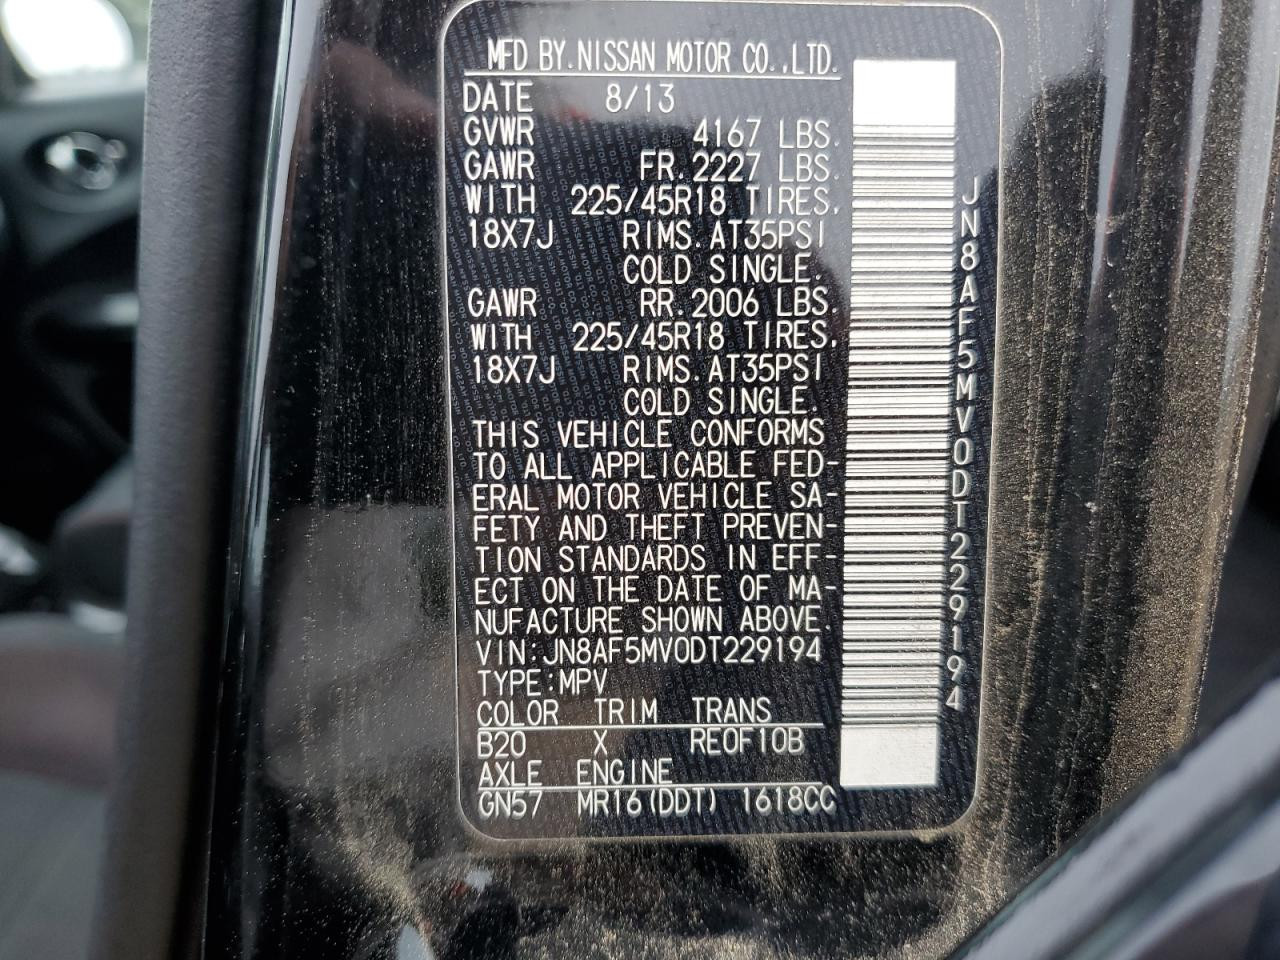 MFD BY.NISSAN MOTOR CO.,LTD.
DATE 8/13
GVWR 4167 LBS.
GAWR FR.2227 LBS.
WITH 225/45R18 TIRES,
18X7J RIMS.AT35PSI
COLD SINGLE.
GAWR RR.2006 LBS.
WITH 225/45R18 TIRES,
18X7J RIMS.AT35PSI
COLD SINGLE.
THIS VEHICLE CONFORMS
TO ALL APPLICABLE FED-
ERAL MOTOR VEHICLE SA-
FETY AND THEFT PREVEN-
TION STANDARDS IN EFF-
ECT ON THE DATE OF MA-
NUFACTURE SHOWN ABOVE.
VIN:JN8AF5MV0DT229194
TYPE:MPV
COLOR TRIM TRANS
B20 X RE0F10B
AXLE ENGINE
GN57 MR16(DDT) 1618CC
JN8AF5MV0DT229194